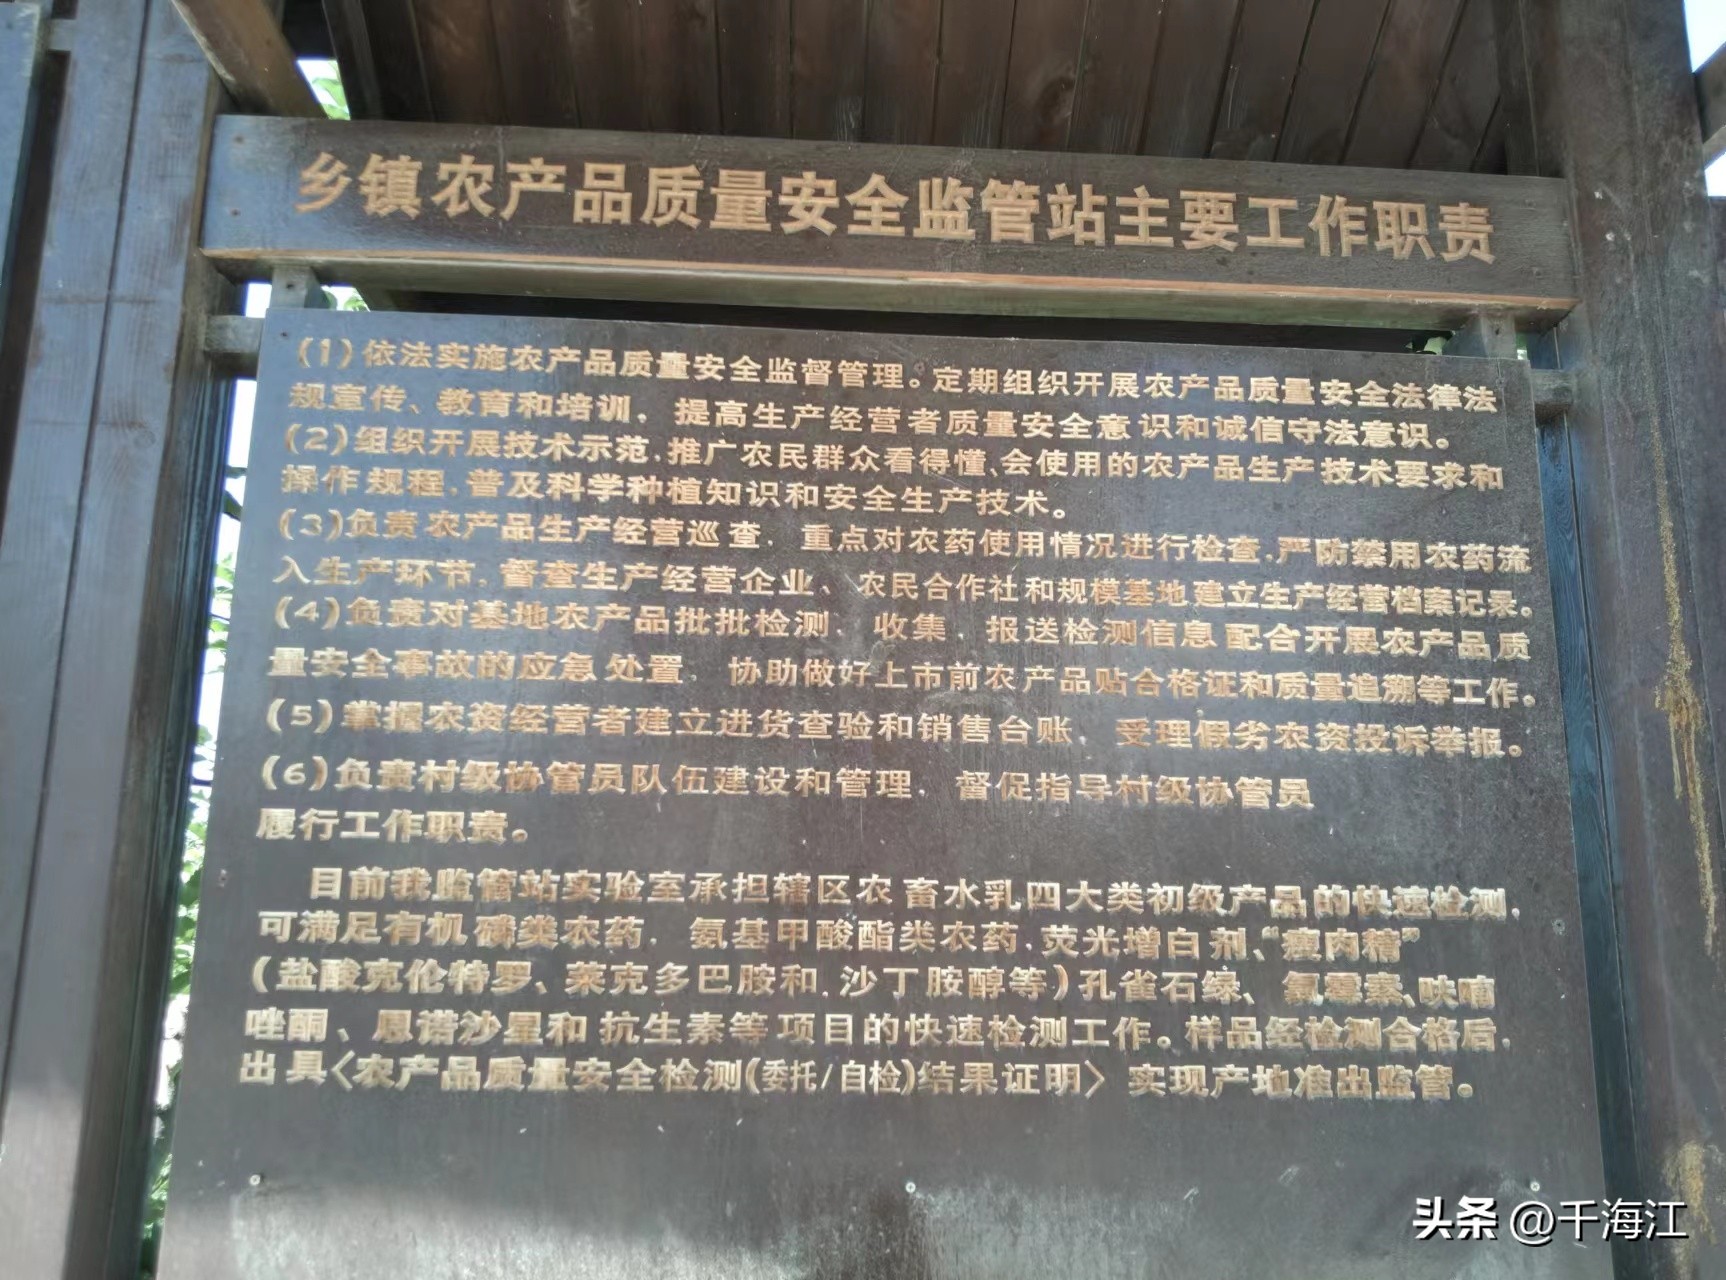 乡镇农产品质量安全监管站主要工作职责
(1)依法实施农产品质量安全监督管理。定期组织开展农产品质量安全法律法
规宣传、教育和培训，提高生产经营者质量安全意识和诚信守法意识。
(2)组织开展技术示范，推广农民群众看得懂、会使用的农产品生产技术要求和
操作规程，普及科学种植知识和安全生产技术。
(3)负责农产品生产经营巡查，重点对农药使用情况进行检查，严防禁用农药流
入生产环节，督查生产经营企业、农民合作社和规模基地建立生产经营档案记录。
(4)负责对基地农产品批批检测，收集，报送检测信息配合开展农产品质
量安全事故的应急处置，协助做好上市前农产品贴合格证和质量追溯等工作。
(5)掌握农资经营者建立进货查验和销售台账，受理假劣农资投诉举报。
(6)负责村级协管员队伍建设和管理，督促指导村级协管员
履行工作职责。
目前我监管站实验室承担辖区农畜水乳四大类初级产品的快速检测，
可满足有机磷类农药，氨基甲酸酯类农药，荧光增白剂、“瘦肉精”
(盐酸克伦特罗、莱克多巴胺和，沙丁胺醇等)孔雀石绿、氯霉素、呋喃
唑酮、恩诺沙星和抗生素等项目的快速检测工作。样品经检测合格后，
出具〈农产品质量安全检测(委托/自检)结果证明〉实现产地准出监管。
头条 @千海江